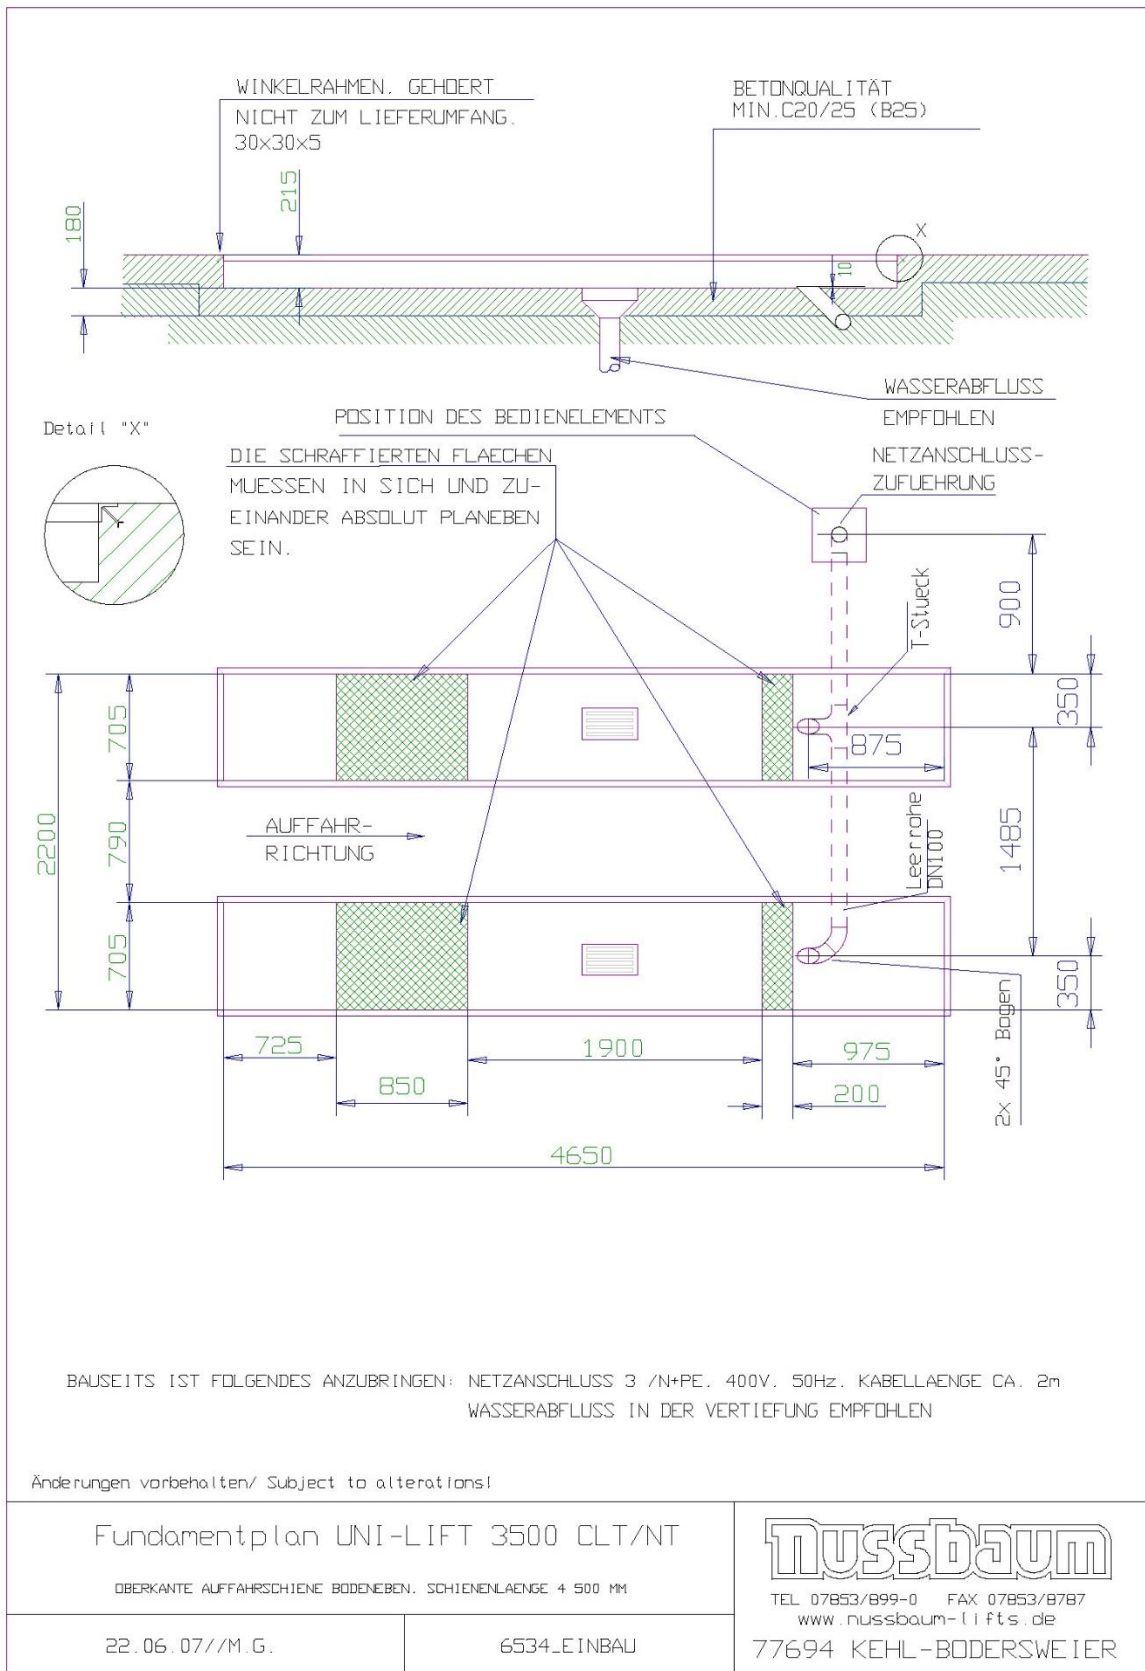 WINKELRAHMEN. GEHOERT
NICHT ZUM LIEFERUMFANG.
30x30x5
BETONQUALITÄT
MIN.C20/25 (B25)
215
180
X
10
WASSERABFLUSS
EMPFOHLEN
Detail "X"
POSITION DES BEDIENELEMENTS
DIE SCHRAFFIERTEN FLAECHEN
MUESSEN IN SICH UND ZU-
EINANDER ABSOLUT PLANEBEN
SEIN.
NETZANSCHLUSS-
ZUFUEHRUNG
T-Stueck
900
350
705
875
2200
790
AUFFAHR-
RICHTUNG
Leerrohe
DN100
1485
705
350
2x 45° Bogen
725
1900
975
850
200
4650
BAUSEITS IST FOLGENDES ANZUBRINGEN: NETZANSCHLUSS 3 /N+PE. 400V. 50Hz. KABELLAENGE CA. 2m
WASSERABFLUSS IN DER VERTIEFUNG EMPFOHLEN
Änderungen vorbehalten/ Subject to alterations!
Fundamentplan UNI-LIFT 3500 CLT/NT
OBERKANTE AUFFAHRSCHIENE BODENEBEN. SCHIENENLAENGE 4 500 MM
22.06.07//M.G.
6534_EINBAU
nussbaum
TEL 07853/899-0 FAX 07853/8787
www.nussbaum-lifts.de
77694 KEHL-BODERSWEIER